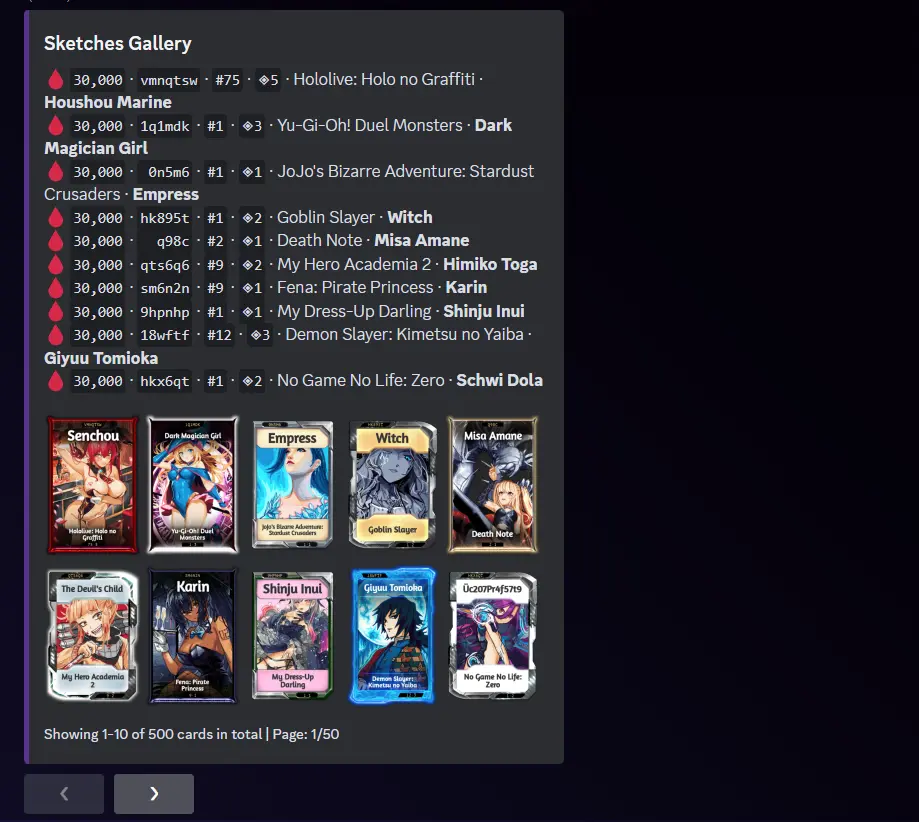 Sketches Gallery
30,000 · vmnqtsw · #75 · ◈5 · Hololive: Holo no Graffiti ·
Houshou Marine
30,000 · 1q1mdk · #1 · ◈3 · Yu-Gi-Oh! Duel Monsters · Dark
Magician Girl
30,000 · 0n5m6 · #1 · ◈1 · JoJo's Bizarre Adventure: Stardust
Crusaders · Empress
30,000 · hk895t · #1 · ◈2 · Goblin Slayer · Witch
30,000 · q98c · #2 · ◈1 · Death Note · Misa Amane
30,000 · qts6q6 · #9 · ◈2 · My Hero Academia 2 · Himiko Toga
30,000 · sm6n2n · #9 · ◈1 · Fena: Pirate Princess · Karin
30,000 · 9hpnhp · #1 · ◈1 · My Dress-Up Darling · Shinju Inui
30,000 · 18wftf · #12 · ◈3 · Demon Slayer: Kimetsu no Yaiba ·
Giyuu Tomioka
30,000 · hkx6qt · #1 · ◈2 · No Game No Life: Zero · Schwi Dola
Senchou
Hololive: Holo no
Graffiti
Dark Magician Girl
Yu-Gi-Oh! Duel
Monsters
Empress
JoJo's Bizarre Adventure:
Stardust Crusaders
Witch
Goblin Slayer
Misa Amane
Death Note
The Devil's Child
My Hero Academia
2
Karin
Fena: Pirate
Princess
Shinju Inui
My Dress-Up
Darling
Giyuu Tomioka
Demon Slayer:
Kimetsu no Yaiba
Üc207Pr4f57t9
No Game No Life:
Zero
Showing 1-10 of 500 cards in total | Page: 1/50